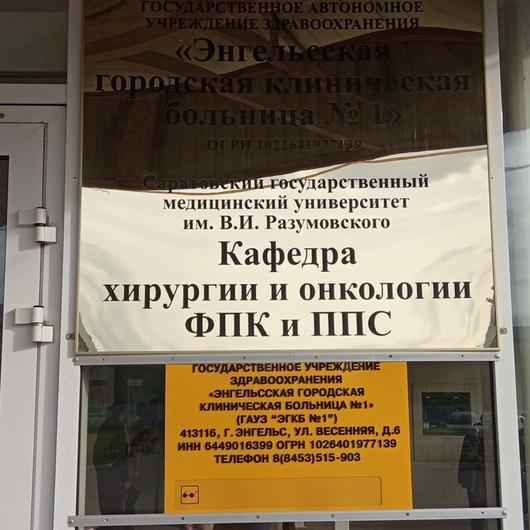 ГОСУДАРСТВЕННОЕ АВТОНОМНОЕ
УЧРЕЖДЕНИЕ ЗДРАВООХРАНЕНИЯ
«Энгельсская
городская клиническая
больница № 1»
ОГРН 1022641977139
Саратовский государственный
медицинский университет
им. В.И. Разумовского
Кафедра
хирургии и онкологии
ФПК и ППС
ГОСУДАРСТВЕННОЕ УЧРЕЖДЕНИЕ
ЗДРАВООХРАНЕНИЯ
«ЭНГЕЛЬССКАЯ ГОРОДСКАЯ
КЛИНИЧЕСКАЯ БОЛЬНИЦА №1»
(ГАУЗ "ЭГКБ №1")
413116, Г. ЭНГЕЛЬС, УЛ. ВЕСЕННЯЯ, Д.6
ИНН 6449016399 ОГРН 1026401977139
ТЕЛЕФОН 8(8453)515-903